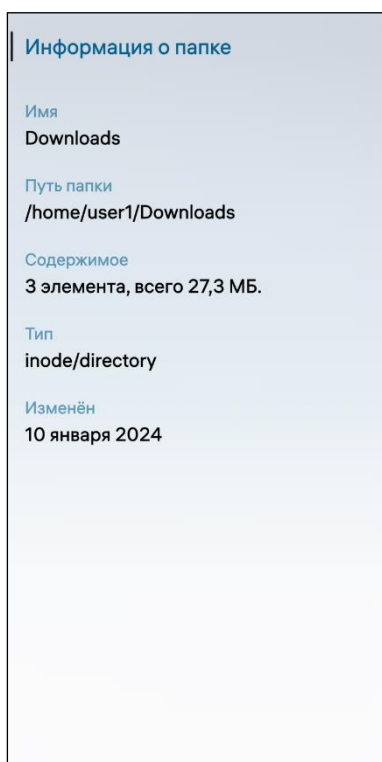 Информация о папке
Имя
Downloads
Путь папки
/home/user1/Downloads
Содержимое
3 элемента, всего 27,3 МБ.
Тип
inode/directory
Изменён
10 января 2024